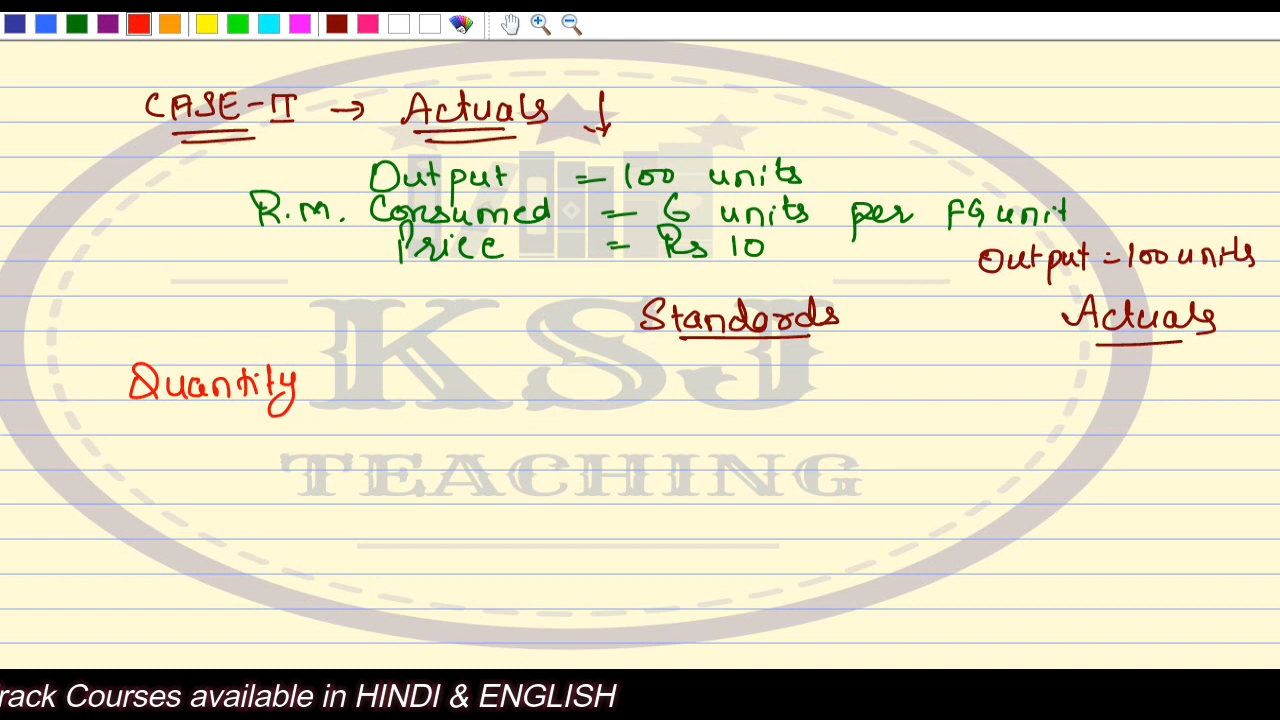 CASE-II → Actuals ↓
Output = 100 units
R.M. Consumed = 6 units per FG unit
Price = Rs 10
Output = 100 units
Standards Actuals
Quantity
KSJ
TEACHING
rack Courses available in HINDI & ENGLISH